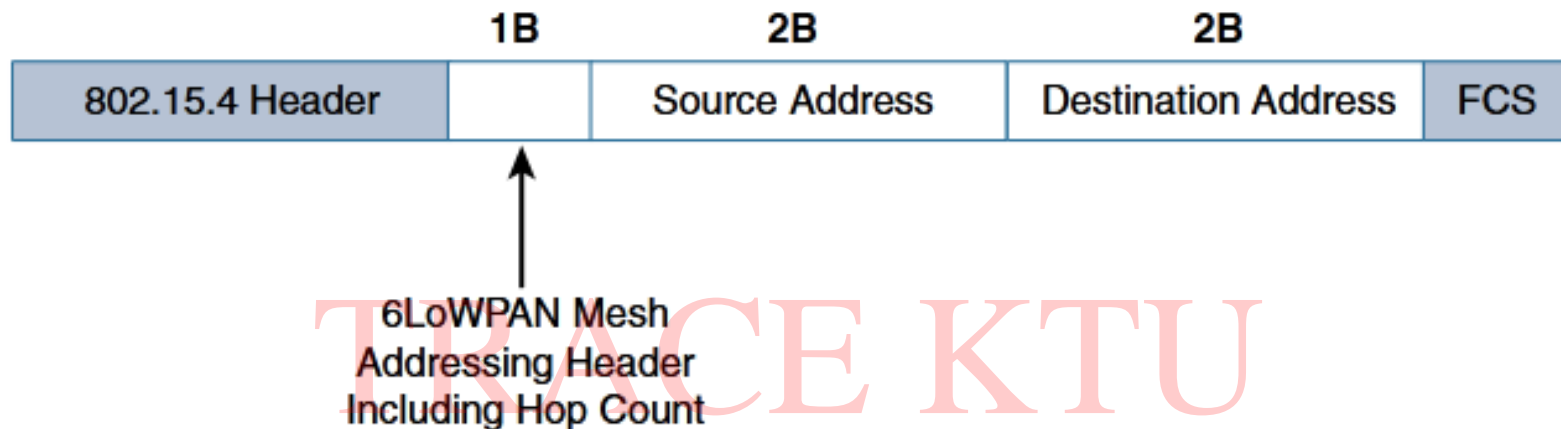 1B 2B 2B
802.15.4 Header Source Address Destination Address FCS
6LoWPAN Mesh
Addressing Header
Including Hop Count
TRACE KTU